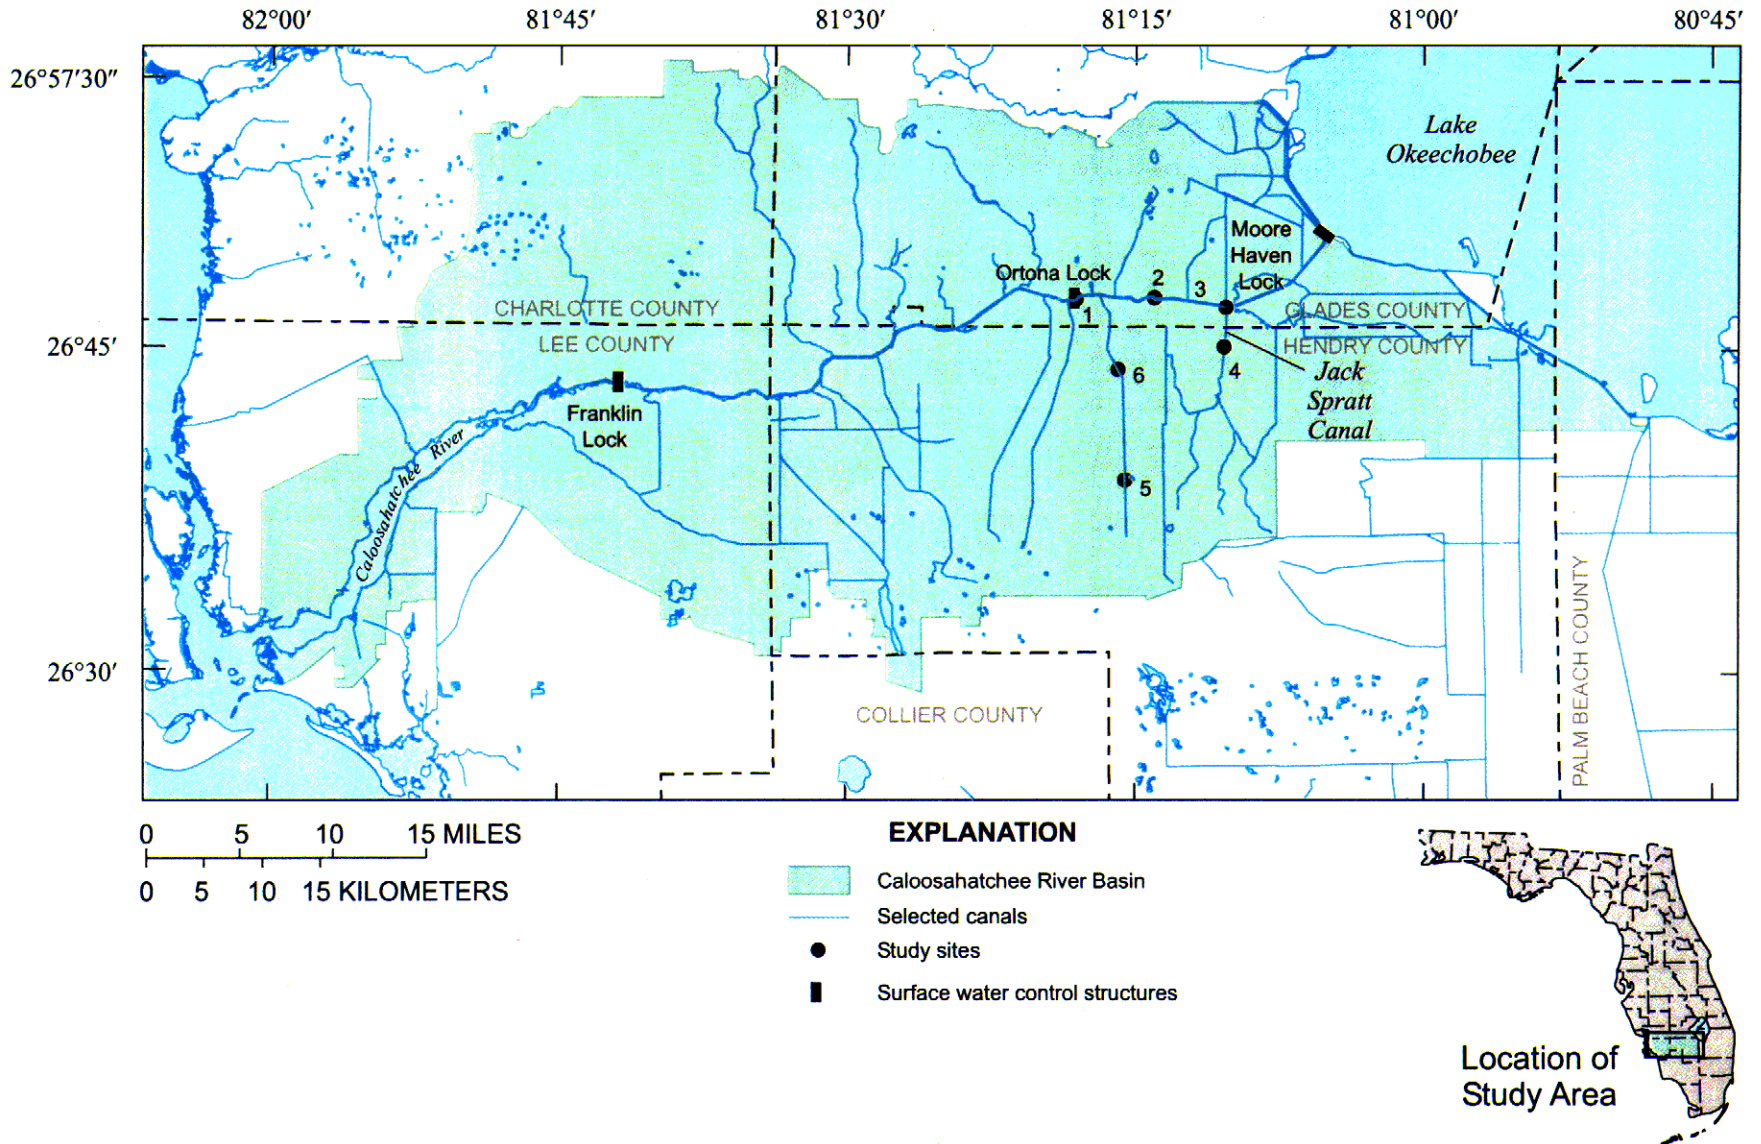 82°00′ 81°45′ 81°30′ 81°15′ 81°00′ 80°45′
26°57′30″
Lake
Okeechobee
Moore
Haven
Lock
Ortona Lock
2
3
1
CHARLOTTE COUNTY
GLADES COUNTY
26°45′
LEE COUNTY
HENDRY COUNTY
4
6
Jack
Spratt
Canal
Franklin
Lock
Caloosahatchee River
5
PALM BEACH COUNTY
26°30′
COLLIER COUNTY
0 5 10 15 MILES
0 5 10 15 KILOMETERS
EXPLANATION
Caloosahatchee River Basin
Selected canals
Study sites
Surface water control structures
Location of
Study Area